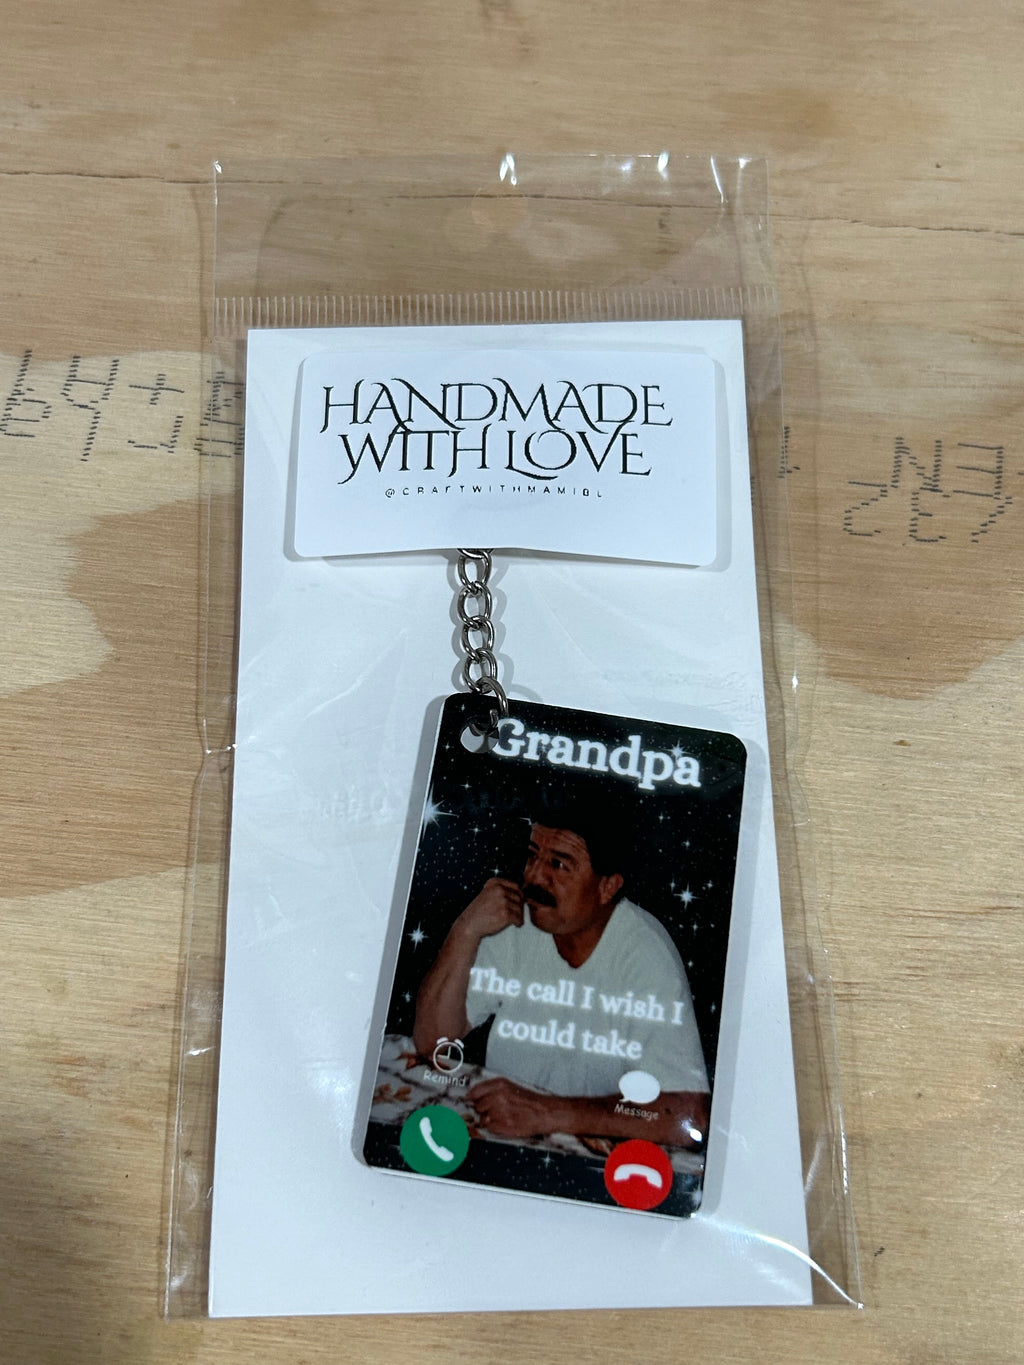 HANDMADE
WITH LOVE
@CRAFTWITHMAMIBL
Grandpa
The call I wish I
could take
Remind
Message